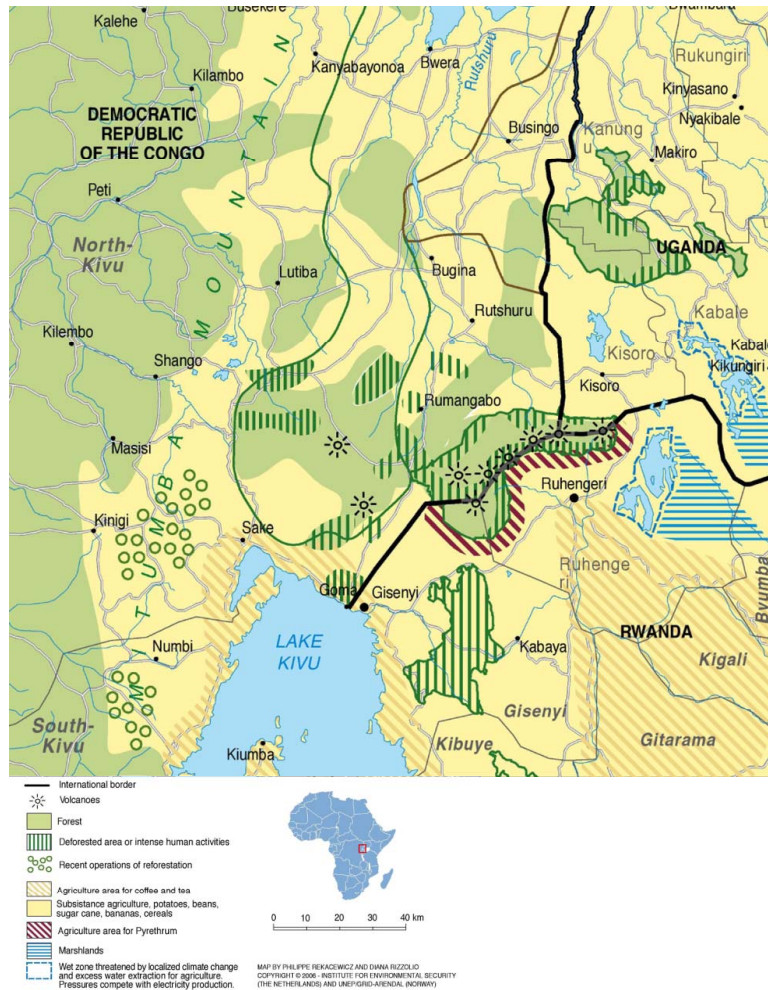 Kalehe
Busekere
Bwambara
Kilambo
Kanyabayonoa
Bwera
Rutshuru
Rukungiri
DEMOCRATIC
REPUBLIC
OF THE CONGO
Kinyasano
Nyakibale
Busingo
Kanung
u
Makiro
Peti
North-
Kivu
MOUNTAIN
UGANDA
Lutiba
Bugina
Rutshuru
Kabale
Kilembo
Shango
Kisoro
Kisoro
Kabale
Kikungiri
Rumangabo
Masisi
MITUMBA
Ruhengeri
Kinigi
Sake
Ruhenge
ri
Byumba
Goma
Gisenyi
LAKE
KIVU
Kabaya
RWANDA
Numbi
Kigali
Gisenyi
South-
Kivu
Kiumba
Kibuye
Gitarama
International border
Volcanoes
Forest
Deforested area or intense human activities
Recent operations of reforestation
Agriculture area for coffee and tea
Subsistance agriculture, potatoes, beans,
sugar cane, bananas, cereals
Agriculture area for Pyrethrum
Marshlands
Wet zone threatened by localized climate change
and excess water extraction for agriculture.
Pressures compete with electricity production.
0 10 20 30 40 km
MAP BY PHILIPPE REKACEWICZ AND DIANA RIZZOLIO
COPYRIGHT © 2006 - INSTITUTE FOR ENVIRONMENTAL SECURITY
(THE NETHERLANDS) AND UNEP/GRID-ARENDAL (NORWAY)